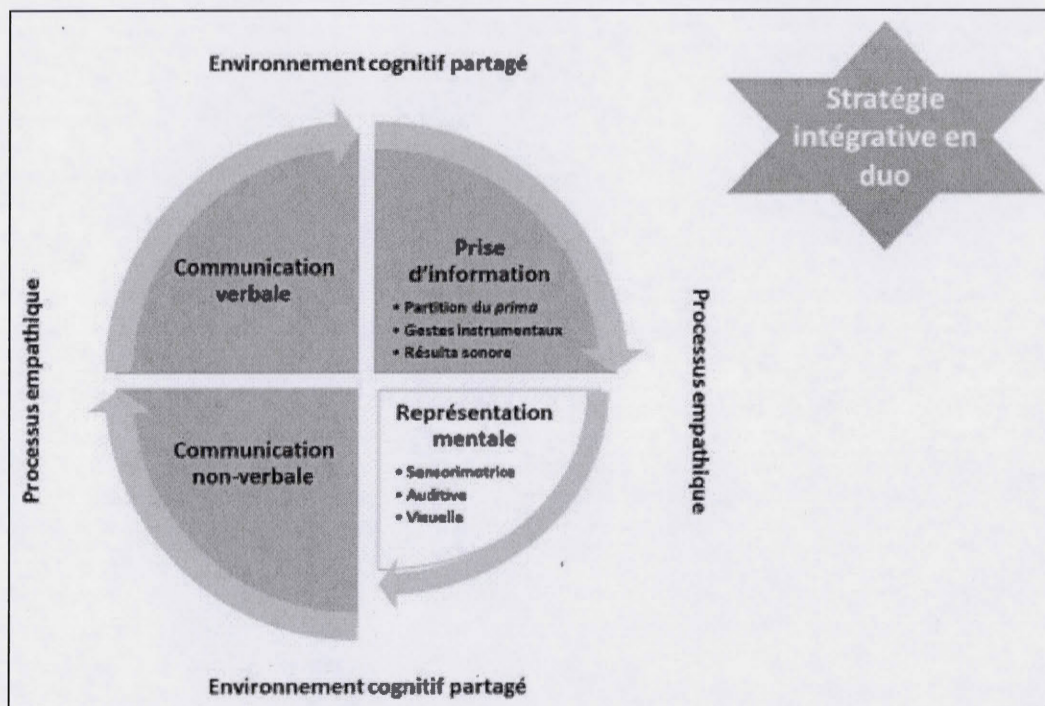 Environnement cognitif partagé
Stratégie
intégrative en
duo
Communication
verbale
Prise
d'information
• Partition du prima
• Gestes instrumentaux
• Résulta sonore
Processus empathique
Processus empathique
Communication
non-verbale
Représentation
mentale
• Sensorimatrice
• Auditive
• Visuelle
Environnement cognitif partagé